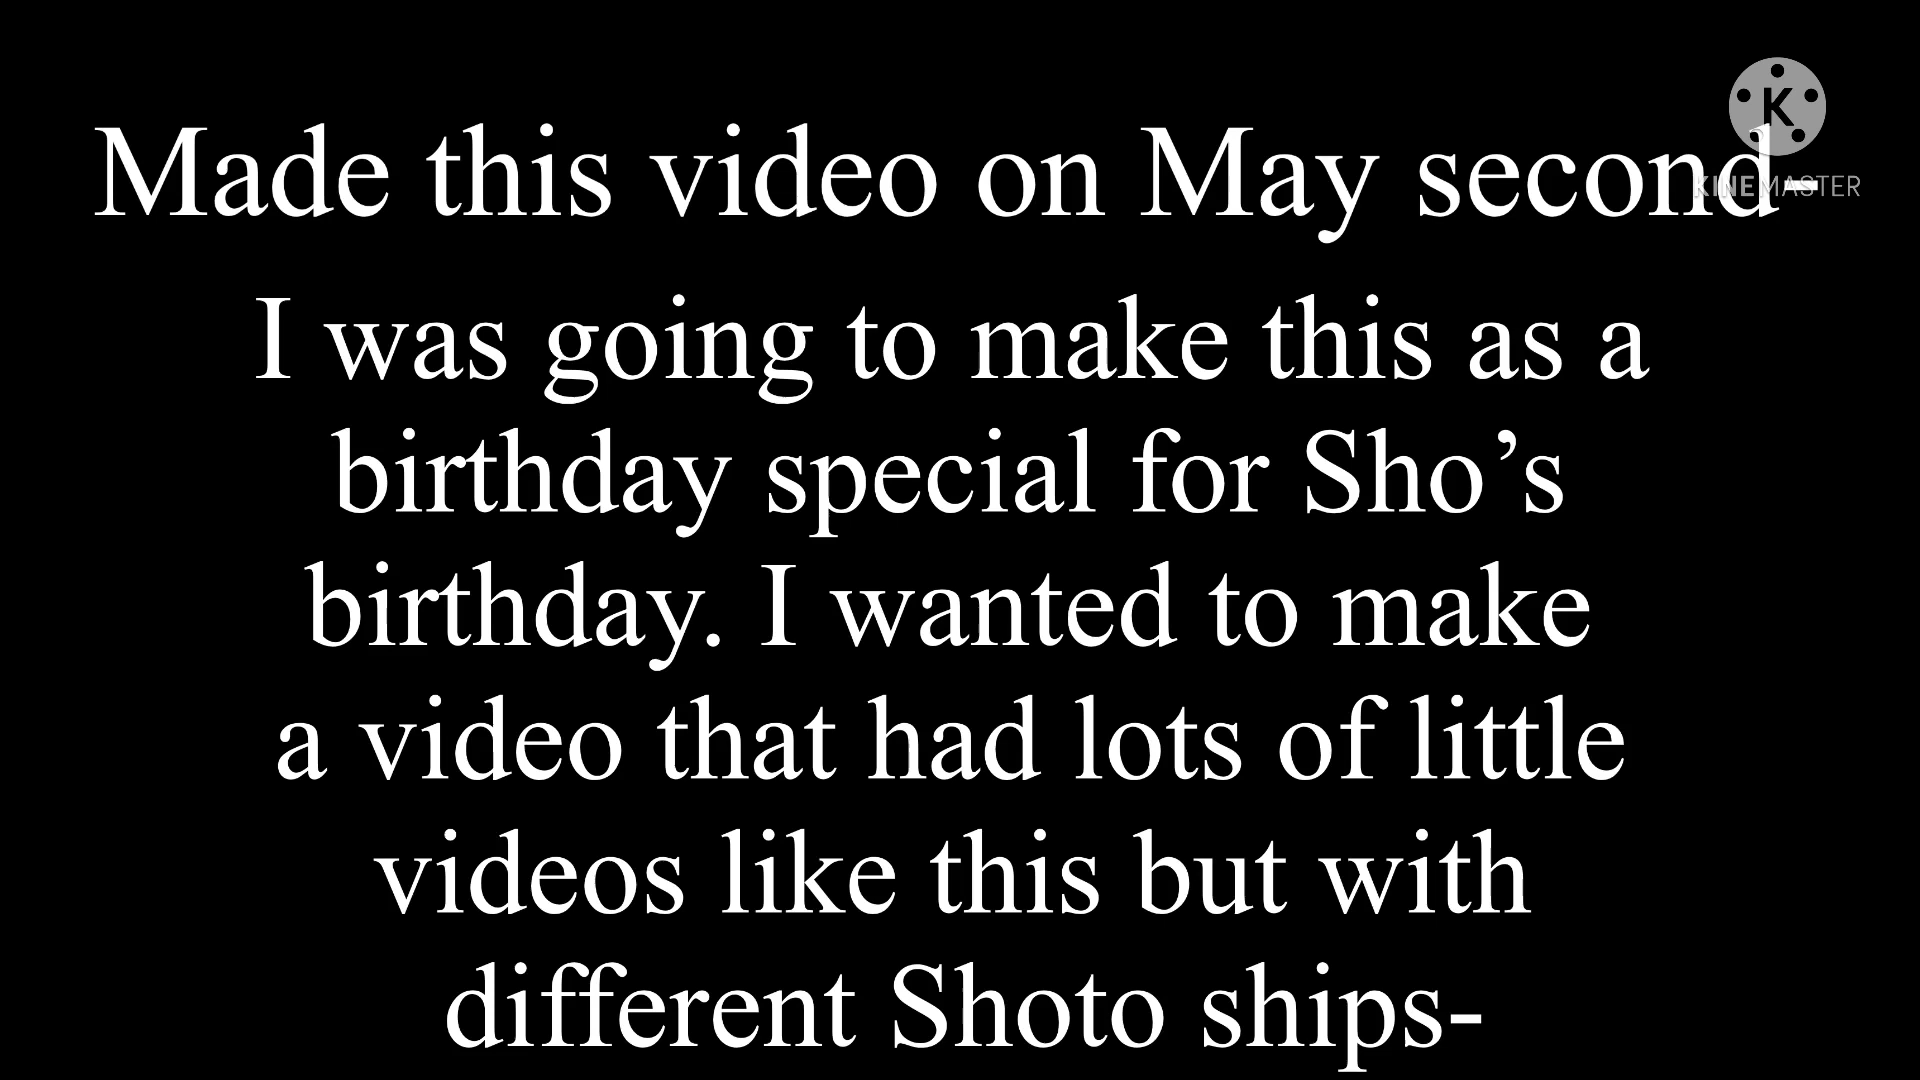 Made this video on May second-
K
KINEMASTER
I was going to make this as a
birthday special for Sho’s
birthday. I wanted to make
a video that had lots of little
videos like this but with
different Shoto ships-